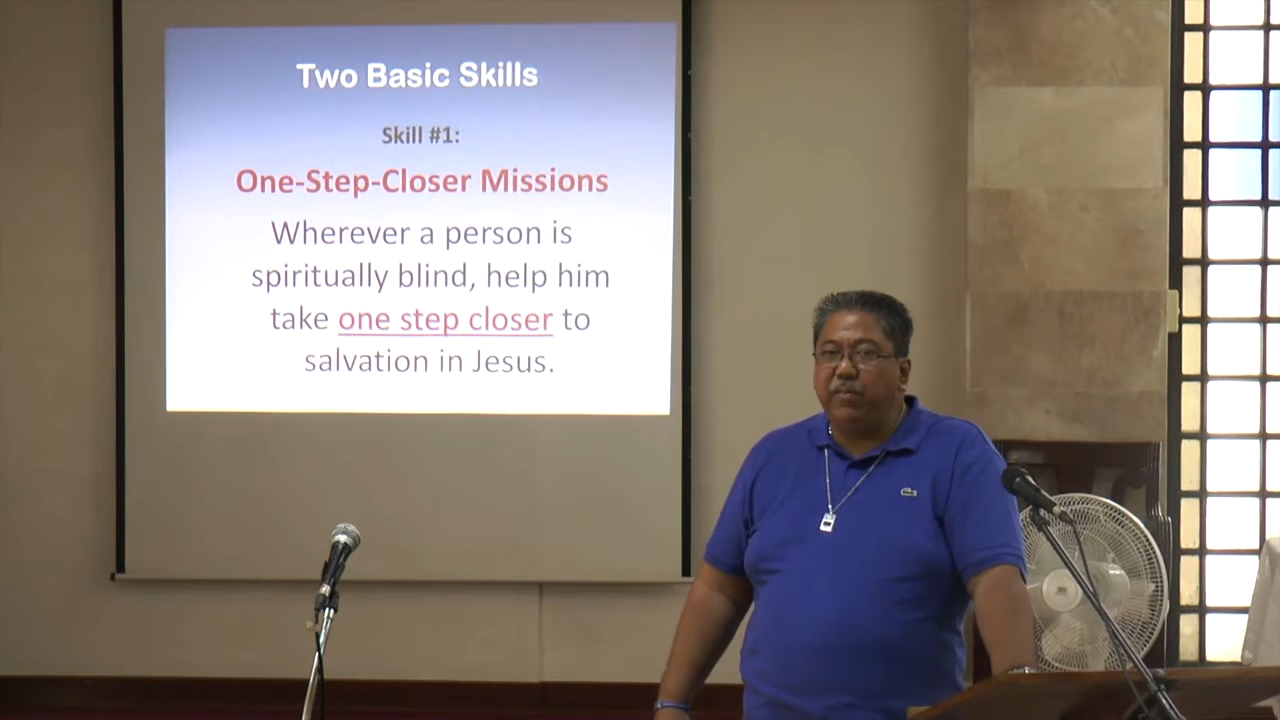 Two Basic Skills
Skill #1:
One-Step-Closer Missions
Wherever a person is
spiritually blind, help him
take one step closer to
salvation in Jesus.